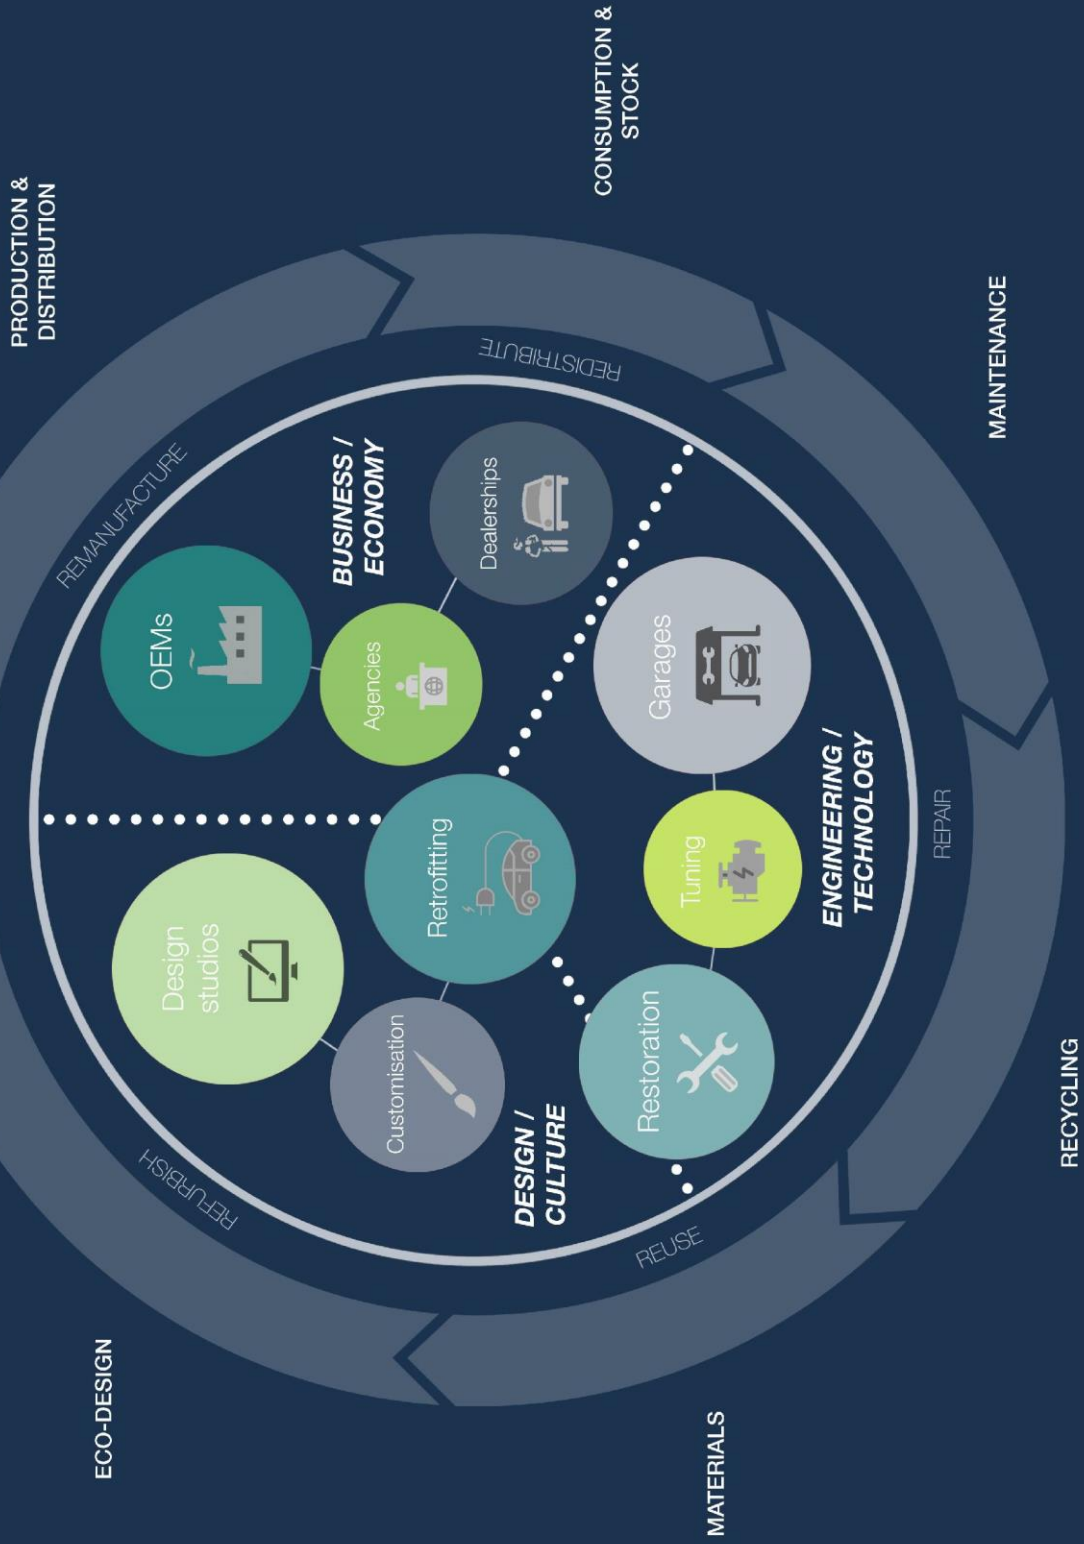 PRODUCTION &
DISTRIBUTION
CONSUMPTION &
STOCK
MAINTENANCE
RECYCLING
MATERIALS
ECO-DESIGN
REMANUFACTURE
REDISTRIBUTE
REPAIR
REUSE
REFURBISH
BUSINESS /
ECONOMY
OEMs
Agencies
Dealerships
ENGINEERING /
TECHNOLOGY
Garages
Tuning
Restoration
DESIGN /
CULTURE
Design
studios
Customisation
Retrofitting